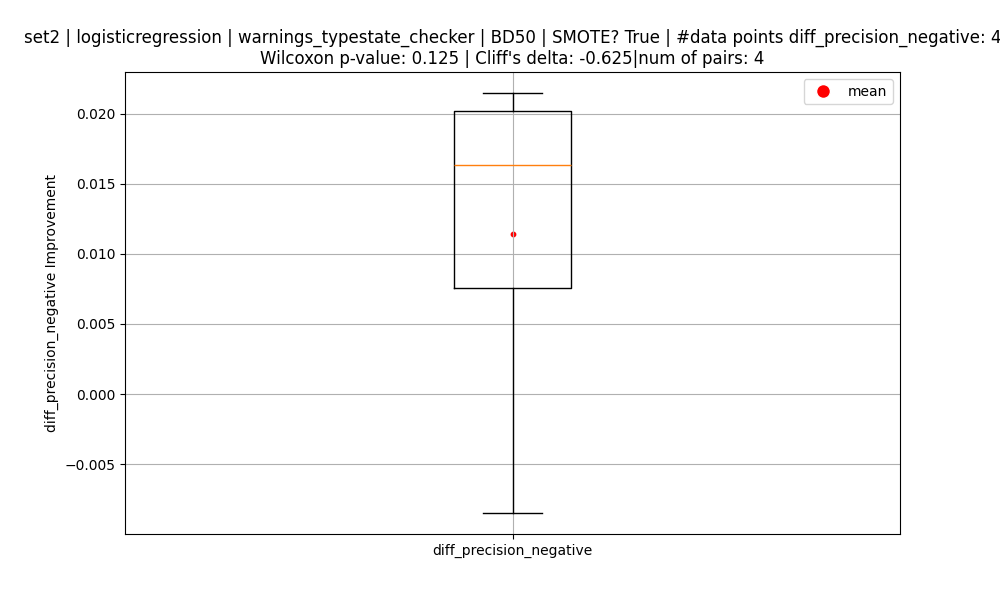 set2 | logisticregression | warnings_typestate_checker | BD50 | SMOTE? True | #data points diff_precision_negative: 4
Wilcoxon p-value: 0.125 | Cliff's delta: -0.625|num of pairs: 4
mean
0.020
0.015
0.010
0.005
0.000
−0.005
diff_precision_negative Improvement
diff_precision_negative